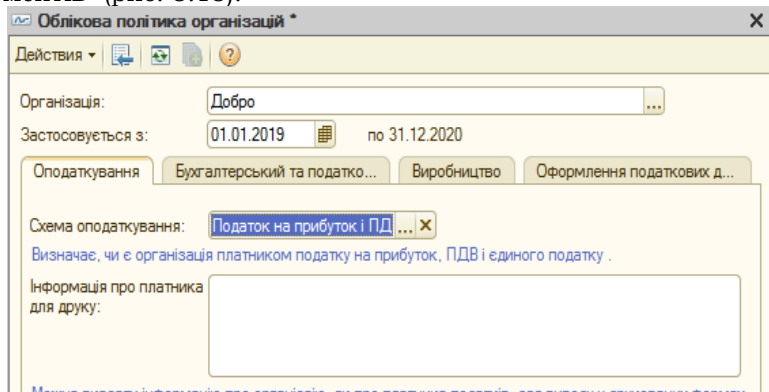 (рис.
Облікова політика організацій *
X
Действия
?
Організація: Добро ...
Застосовується з: 01.01.2019 по 31.12.2020
Оподаткування Бухгалтерський та податко... Виробництво Оформлення податкових д...
Схема оподаткування: Податок на прибуток і ПД ... X
Визначає, чи є організація платником податку на прибуток, ПДВ і єдиного податку .
Інформація про платника
для друку: